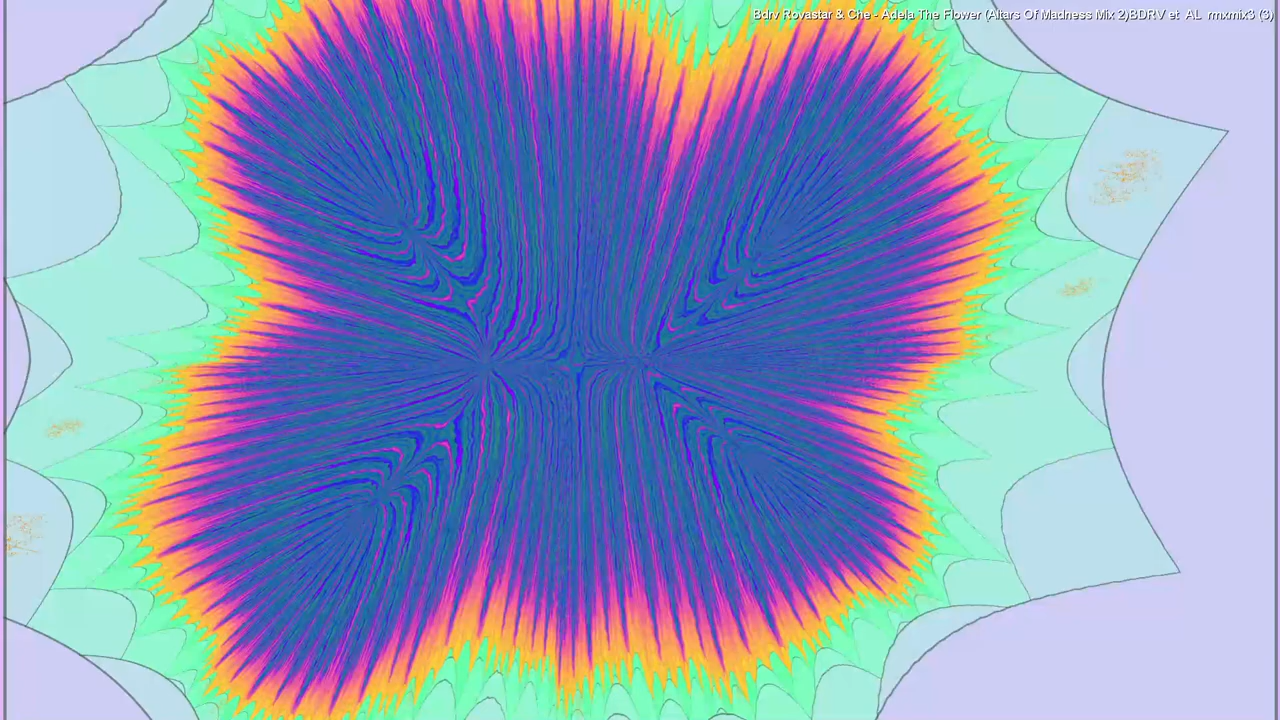 Bdrv Rovastar & Che - Adela The Flower (Altars Of Madness Mix 2)BDRV et  AL  rmxmix3 (3)